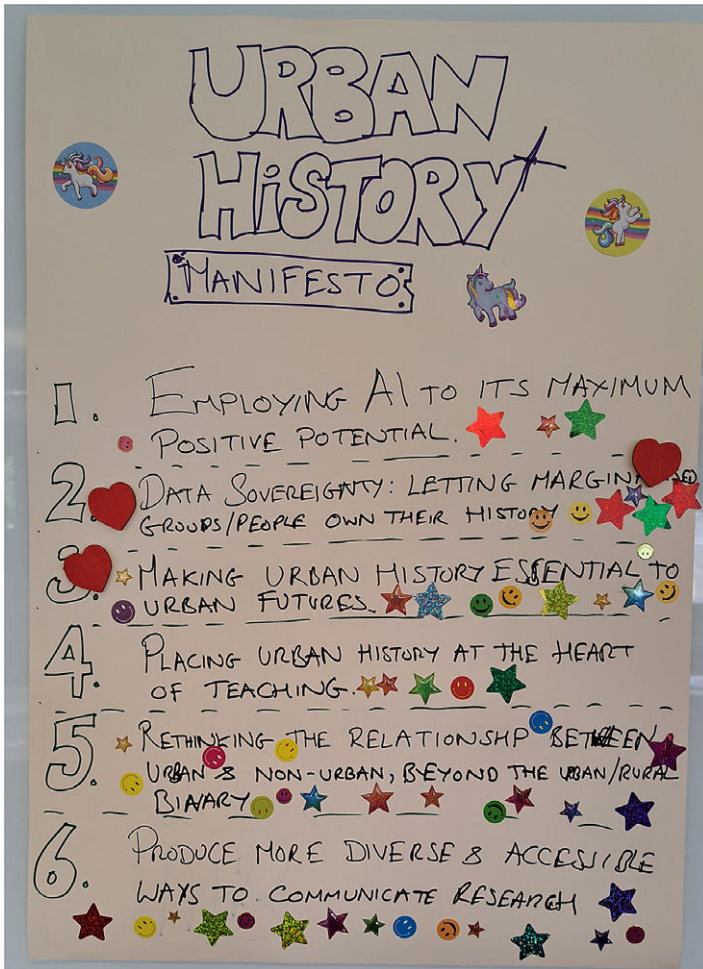 URBAN
HiSTORY
MANIFESTO
1. EMPLOYING AI TO ITS MAXIMUM
POSITIVE POTENTIAL.
2. DATA SOVEREIGNTY: LETTING
GROUPS/PEOPLE OWN THEIR HISTORY
3. MAKING URBAN HISTORY ESSENTIAL TO
URBAN FUTURES.
4. PLACING URBAN HISTORY AT THE HEART
OF TEACHING.
5. RETHINKING THE RELATIONSHP BETWEEN
URBAN & NON-URBAN, BEYOND THE URBAN/RURAL
BINARY
6. PRODUCE MORE DIVERSE & ACCESSIBLE
WAYS TO COMMUNICATE RESEARCH